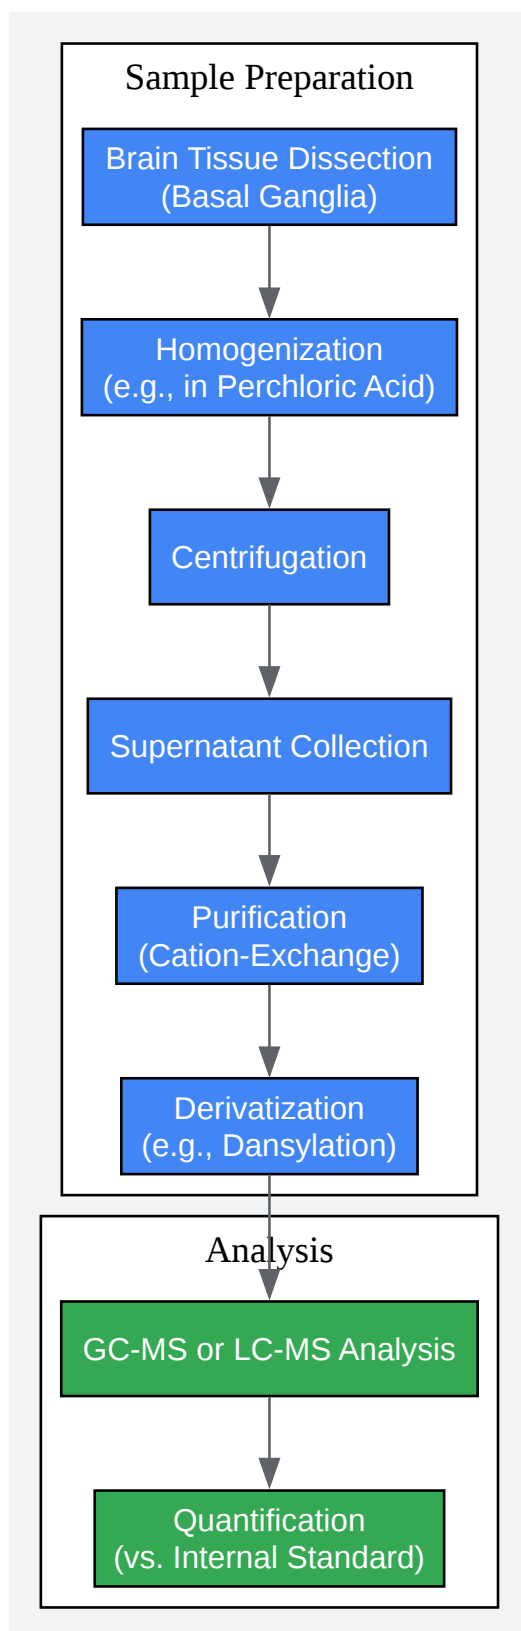 Sample Preparation
Brain Tissue Dissection
(Basal Ganglia)
Homogenization
(e.g., in Perchloric Acid)
Centrifugation
Supernatant Collection
Purification
(Cation-Exchange)
Derivatization
(e.g., Dansylation)
Analysis
GC-MS or LC-MS Analysis
Quantification
(vs. Internal Standard)